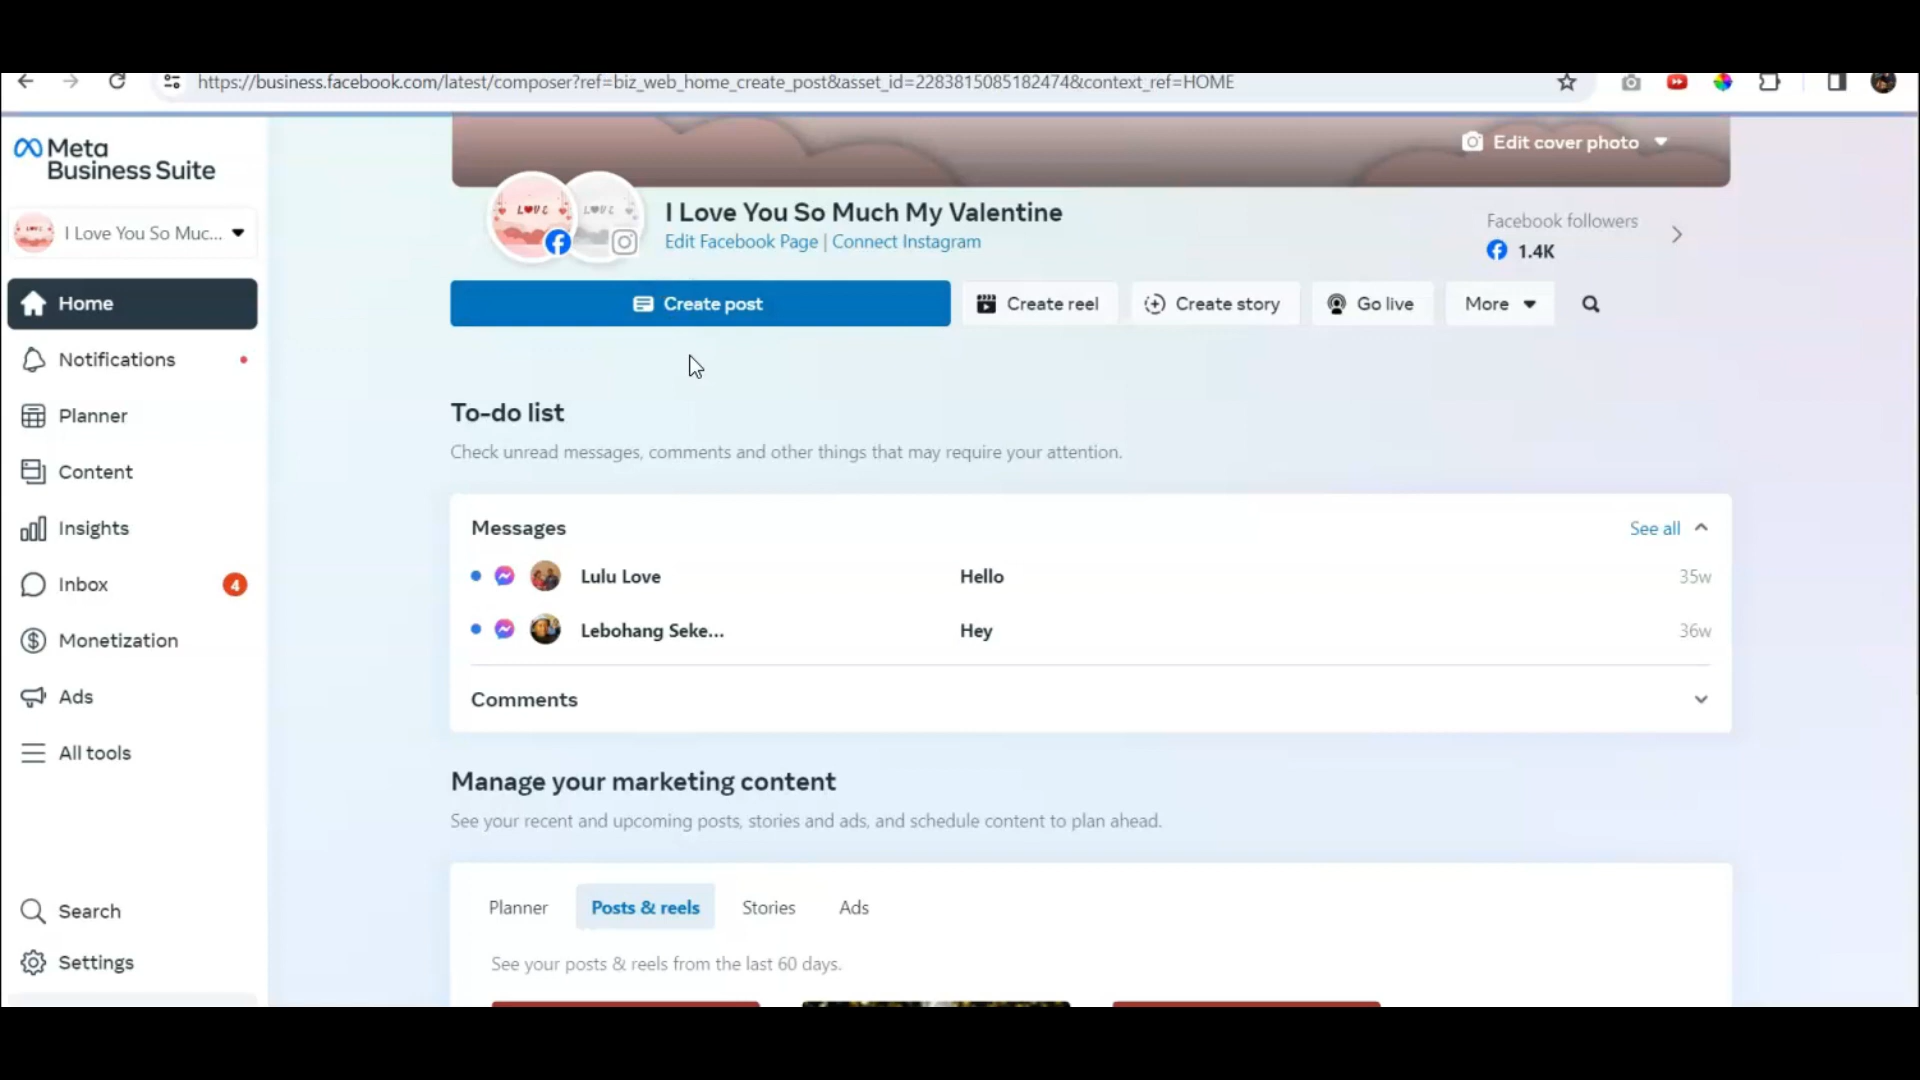 https://business.facebook.com/latest/composer?ref=biz_web_home_create_post&asset_id=228381508518247​4&context_ref=HOME
Meta
Business Suite
I Love You So Muc...
Home
Notifications
Planner
Content
Insights
Inbox
4
Monetization
Ads
All tools
Search
Settings
Edit cover photo
LOVE
LOVE
I Love You So Much My Valentine
Edit Facebook Page | Connect Instagram
Facebook followers
1.4K
Create post
Create reel
Create story
Go live
More
To-do list
Check unread messages, comments and other things that may require your attention.
Messages
See all
Lulu Love
Hello
35w
Lebohang Seke...
Hey
36w
Comments
Manage your marketing content
See your recent and upcoming posts, stories and ads, and schedule content to plan ahead.
Planner
Posts & reels
Stories
Ads
See your posts & reels from the last 60 days.